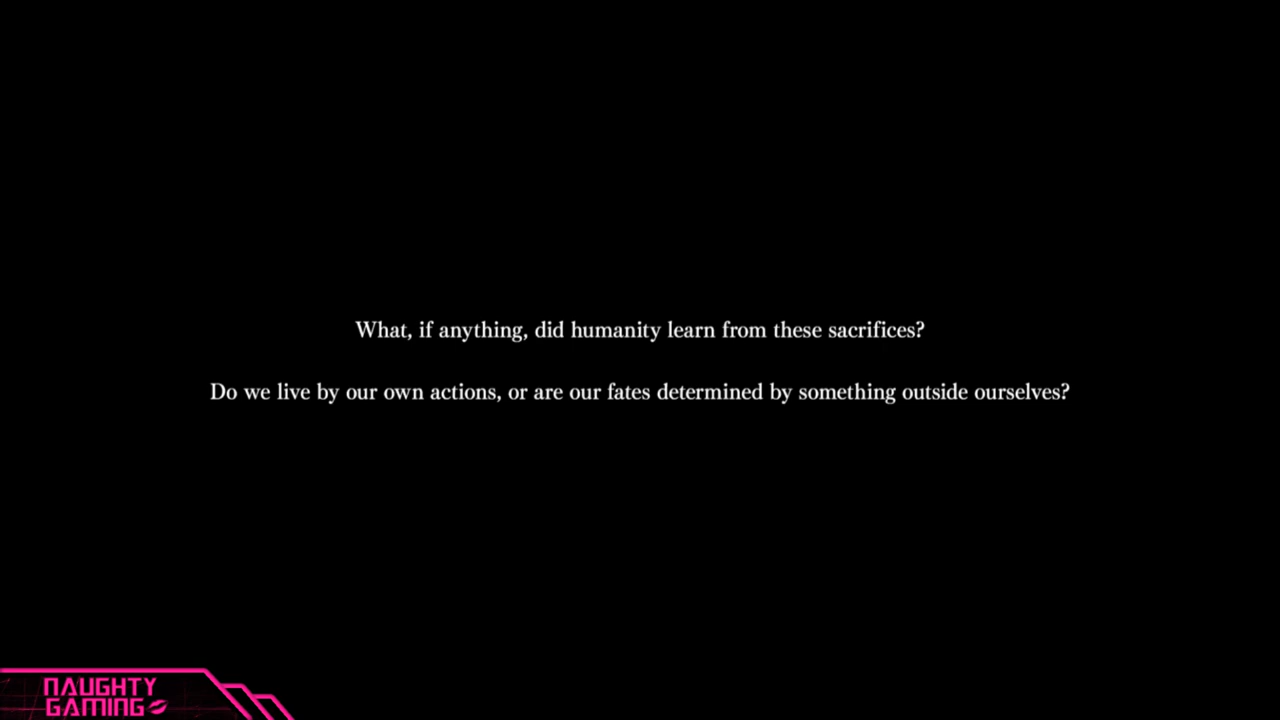 What, if anything, did humanity learn from these sacrifices?
Do we live by our own actions, or are our fates determined by something outside ourselves?
NAUGHTY
GAMING